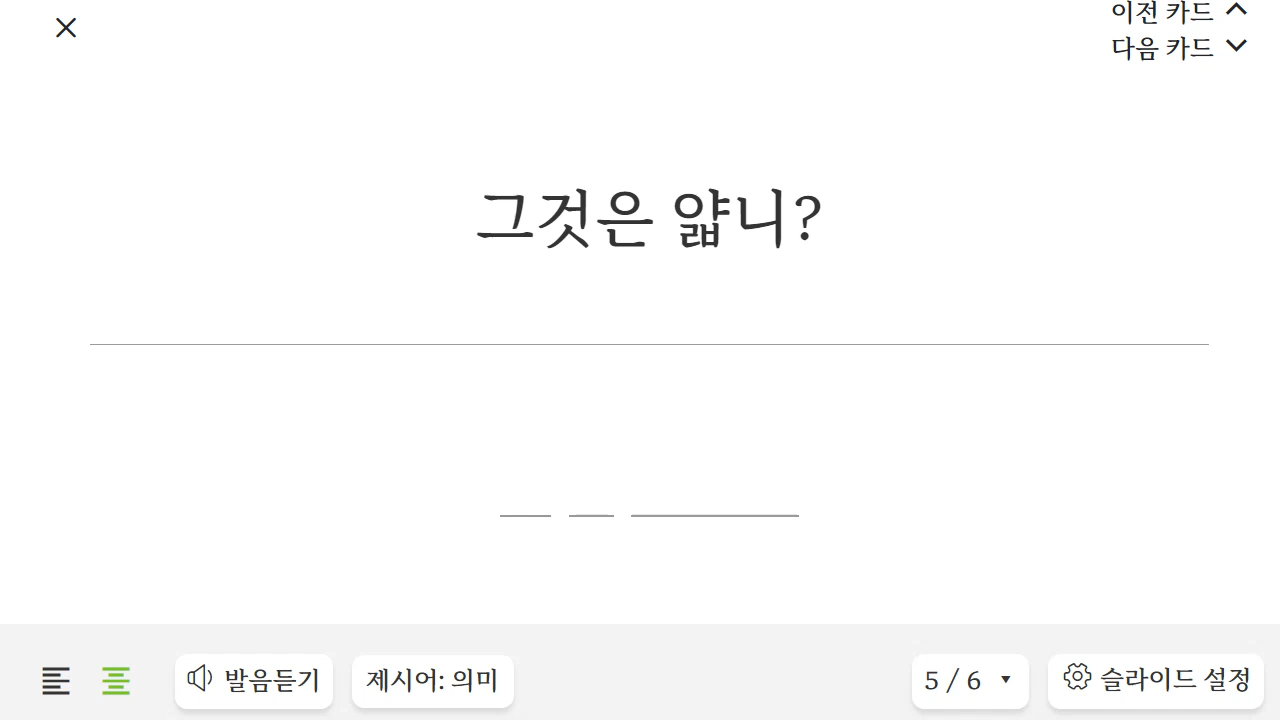 이전 카드
다음 카드
그것은 얇니?
발음듣기
제시어: 의미
5 / 6
슬라이드 설정